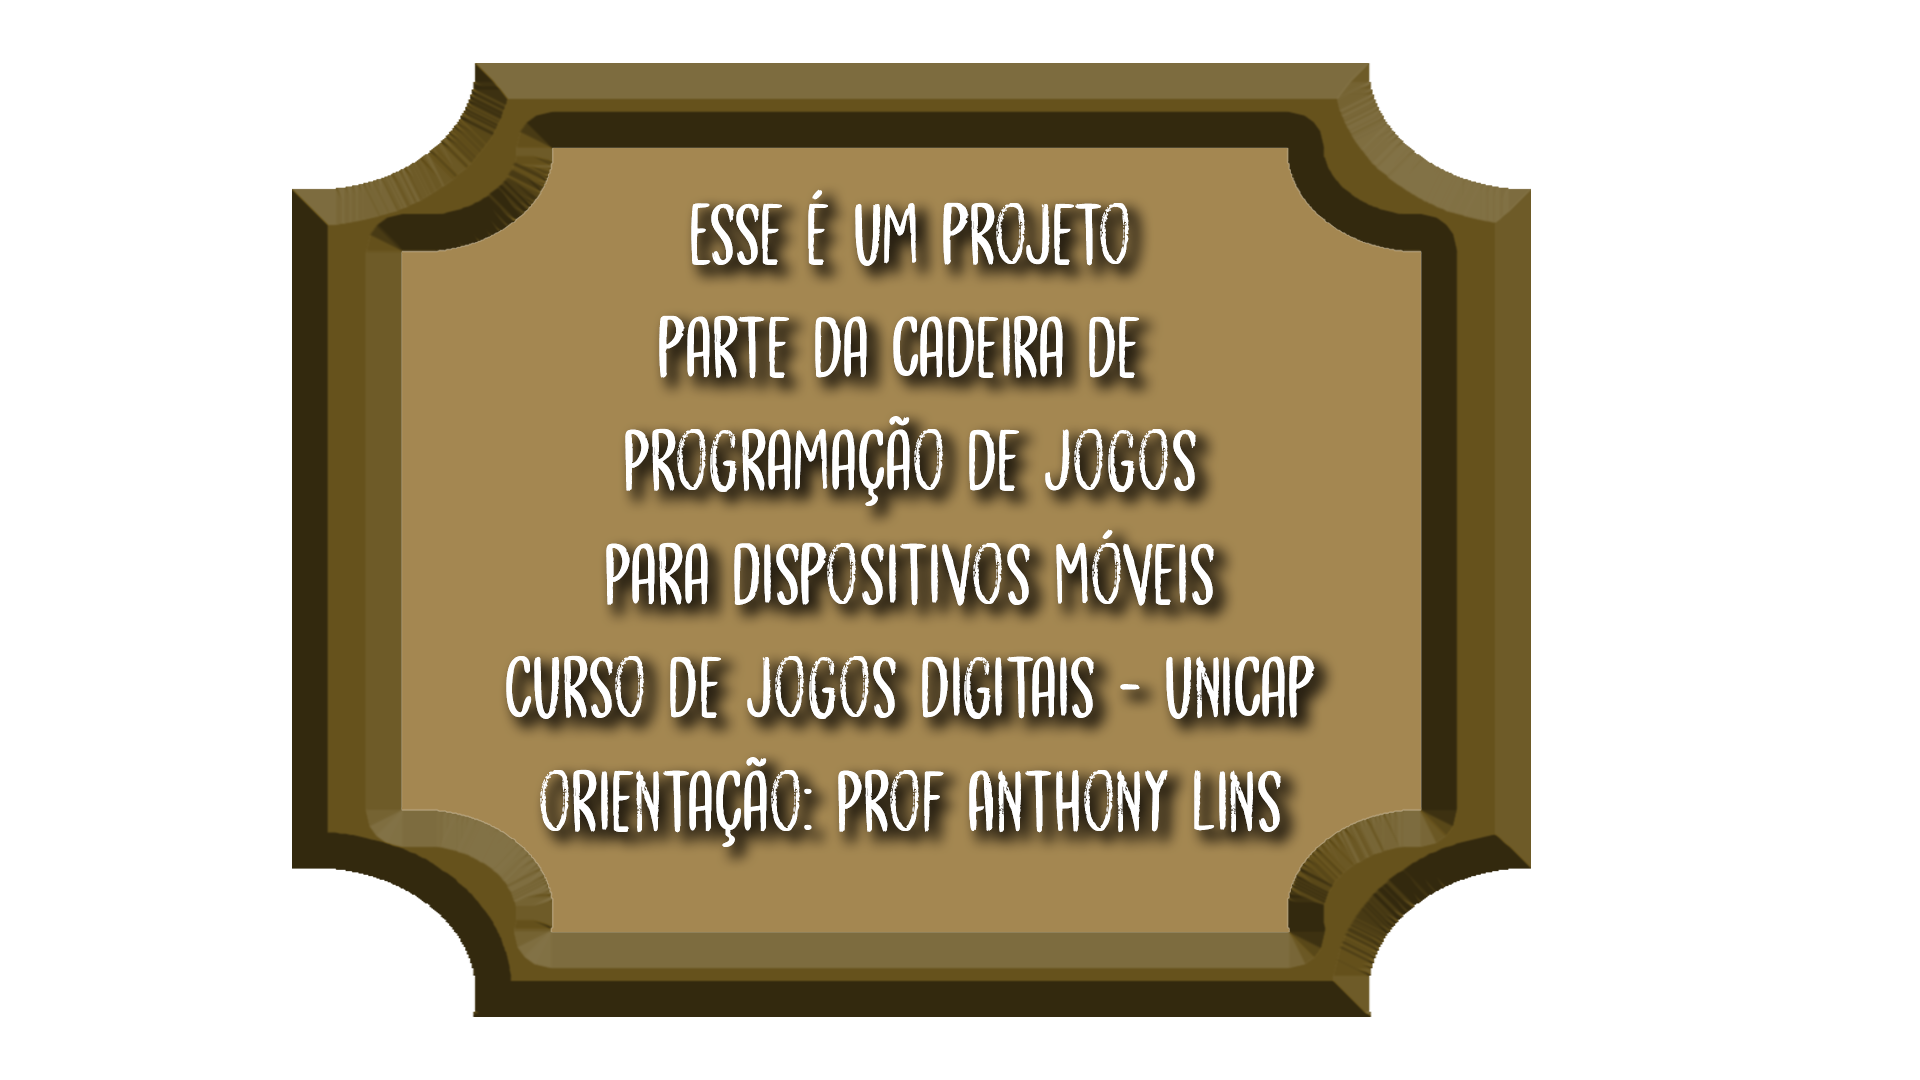 ESSE É UM PROJETO
PARTE DA CADEIRA DE
PROGRAMAÇÃO DE JOGOS
PARA DISPOSITIVOS MÓVEIS
CURSO DE JOGOS DIGITAIS - UNICAP
ORIENTAÇÃO: PROF ANTHONY LINS